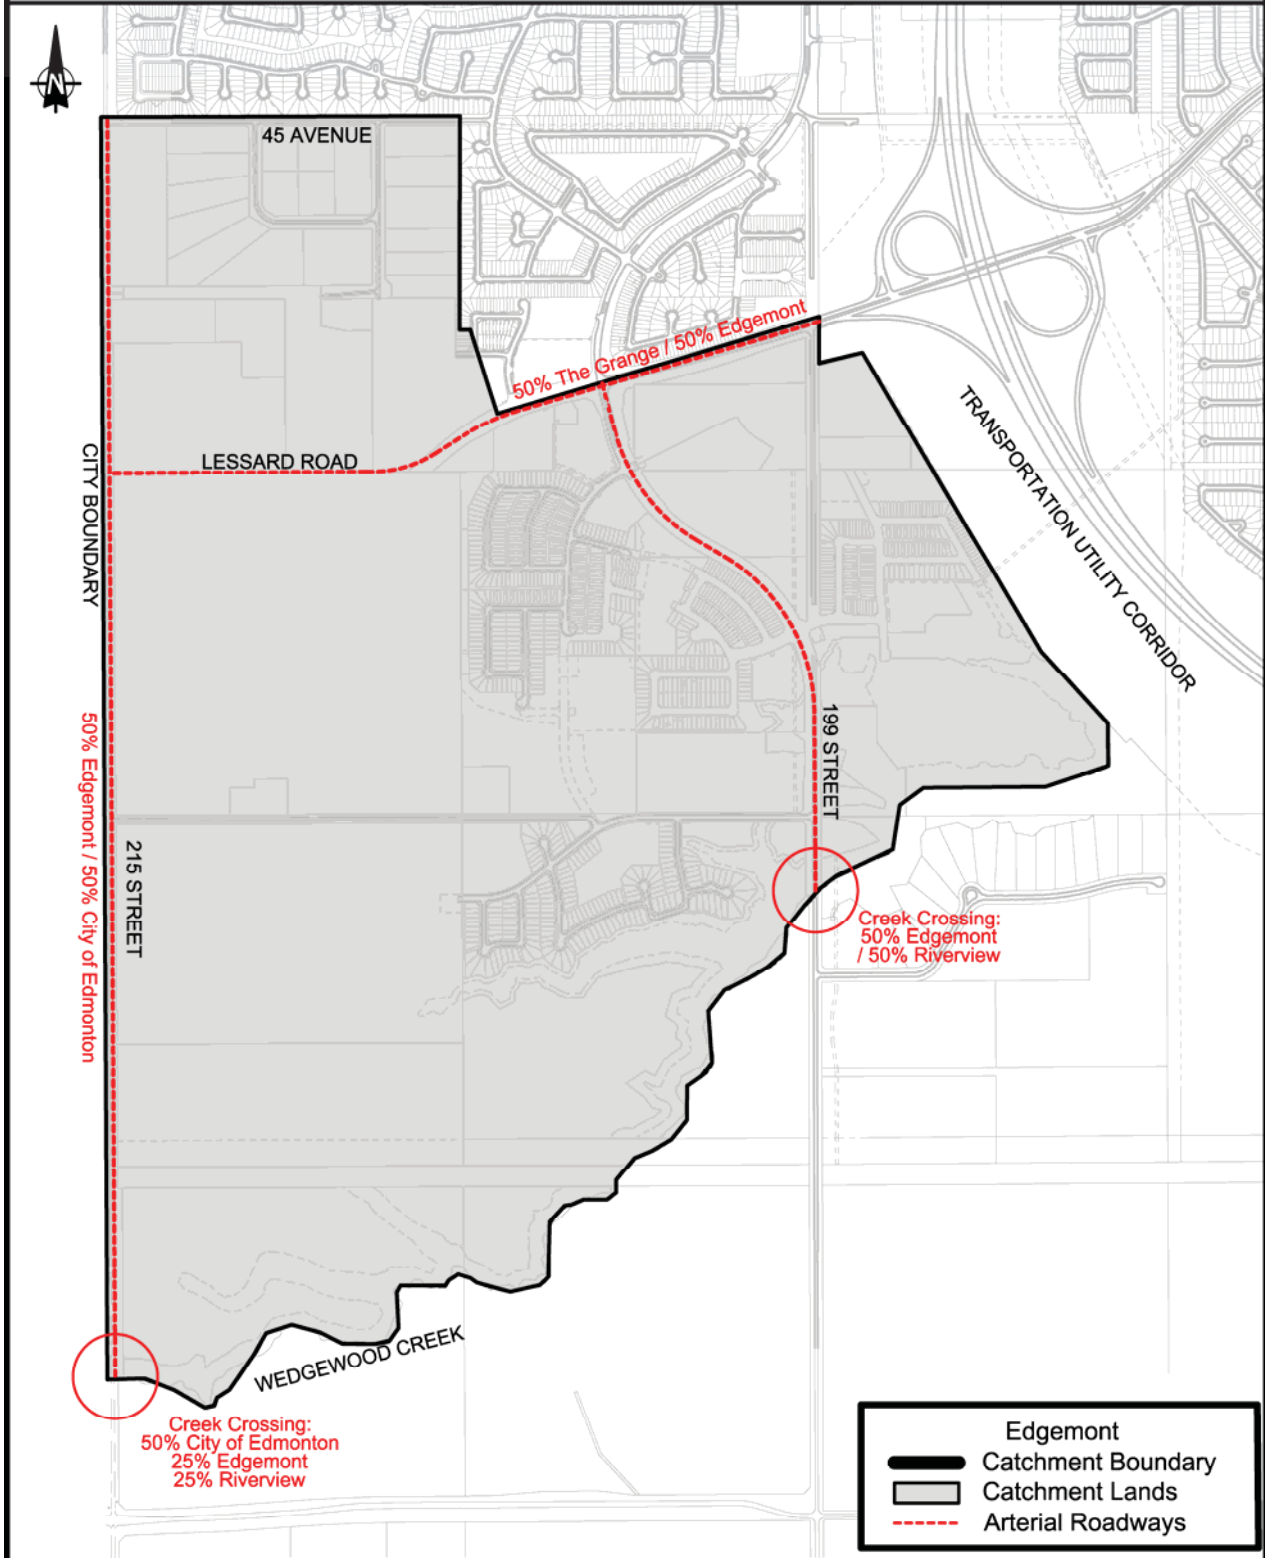 N
45 AVENUE
50% The Grange / 50% Edgemont
LESSARD ROAD
CITY BOUNDARY
TRANSPORTATION UTILITY CORRIDOR
199 STREET
50% Edgemont / 50% City of Edmonton
215 STREET
Creek Crossing:
50% Edgemont
/ 50% Riverview
WEDGEWOOD CREEK
Creek Crossing:
50% City of Edmonton
25% Edgemont
25% Riverview
Edgemont
Catchment Boundary
Catchment Lands
Arterial Roadways